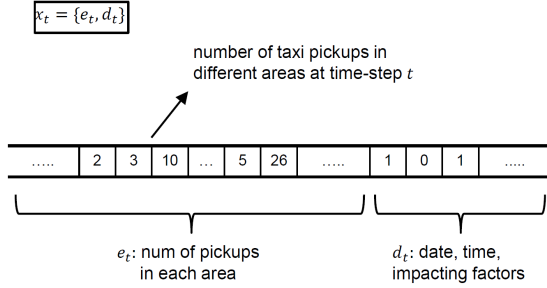 x_t = {e_t, d_t}
number of taxi pickups in
different areas at time-step t
..... 2 3 10 ... 5 26 ..... 1 0 1 .....
e_t: num of pickups
in each area
d_t: date, time,
impacting factors